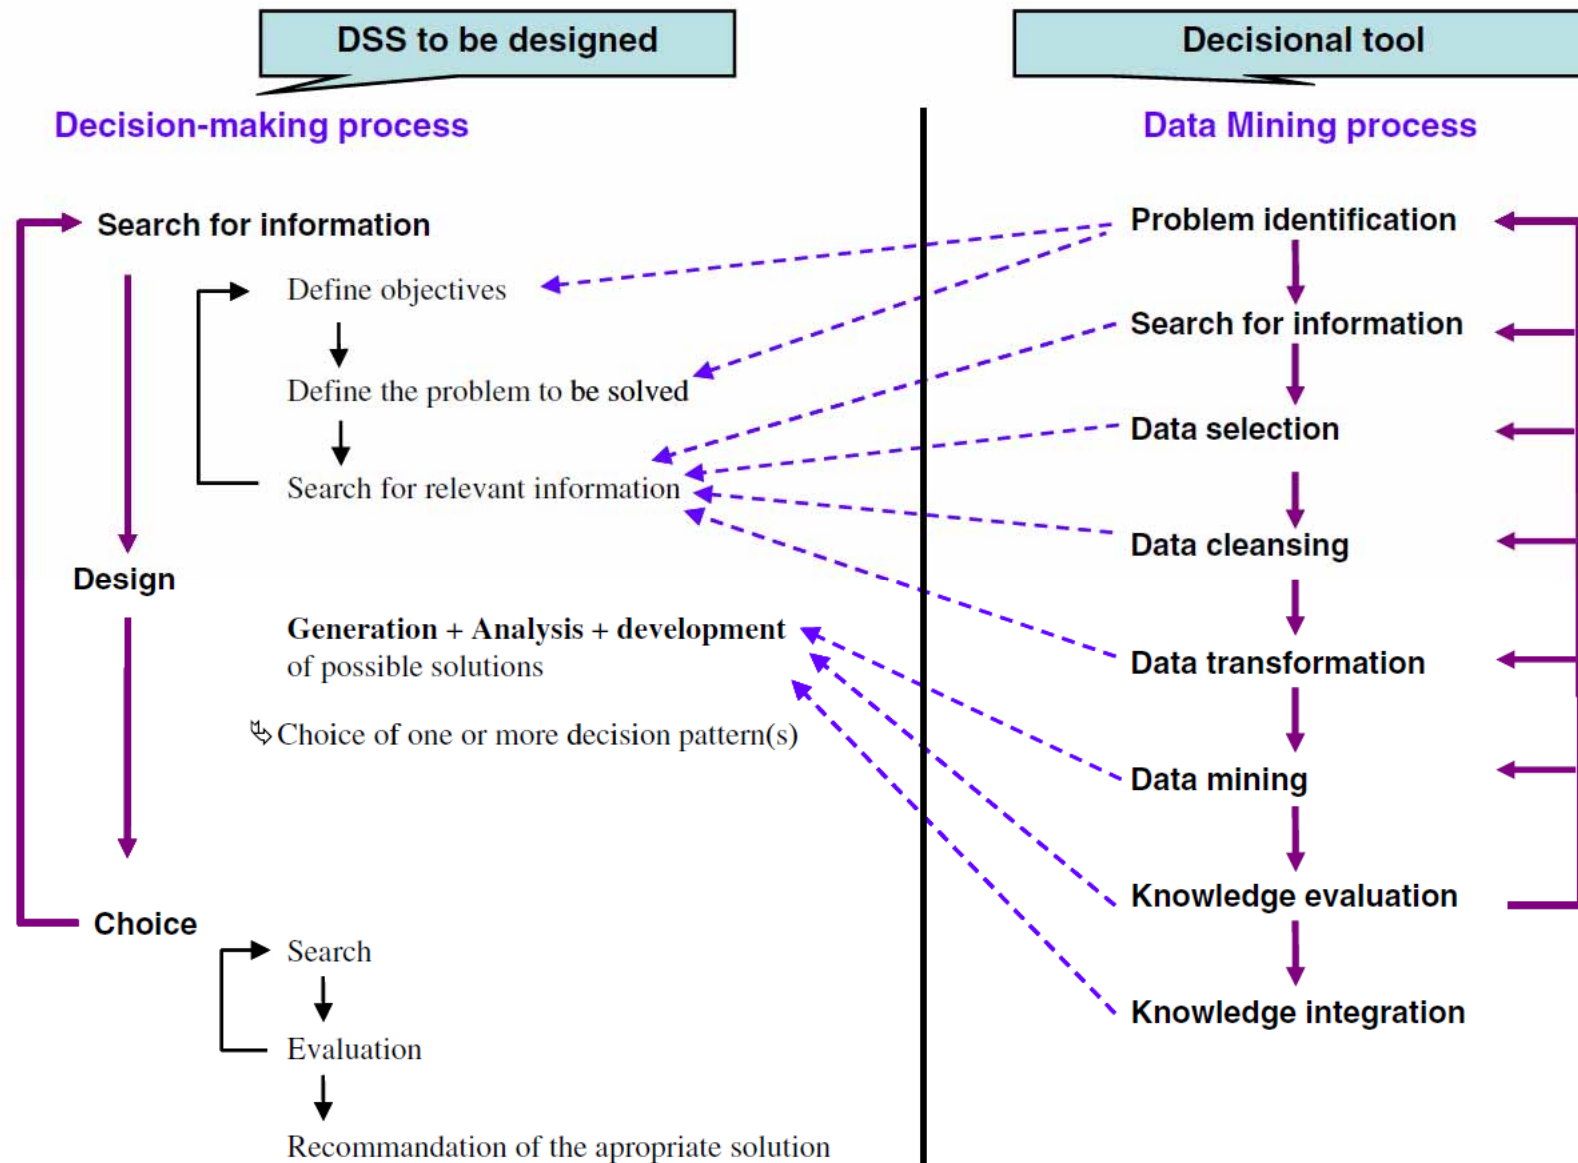 DSS to be designed
Decisional tool
Decision-making process
Data Mining process
Search for information
Define objectives
Define the problem to be solved
Search for relevant information
Design
Generation + Analysis + development
of possible solutions
Choice of one or more decision pattern(s)
Choice
Search
Evaluation
Recommandation of the apropriate solution
Problem identification
Search for information
Data selection
Data cleansing
Data transformation
Data mining
Knowledge evaluation
Knowledge integration